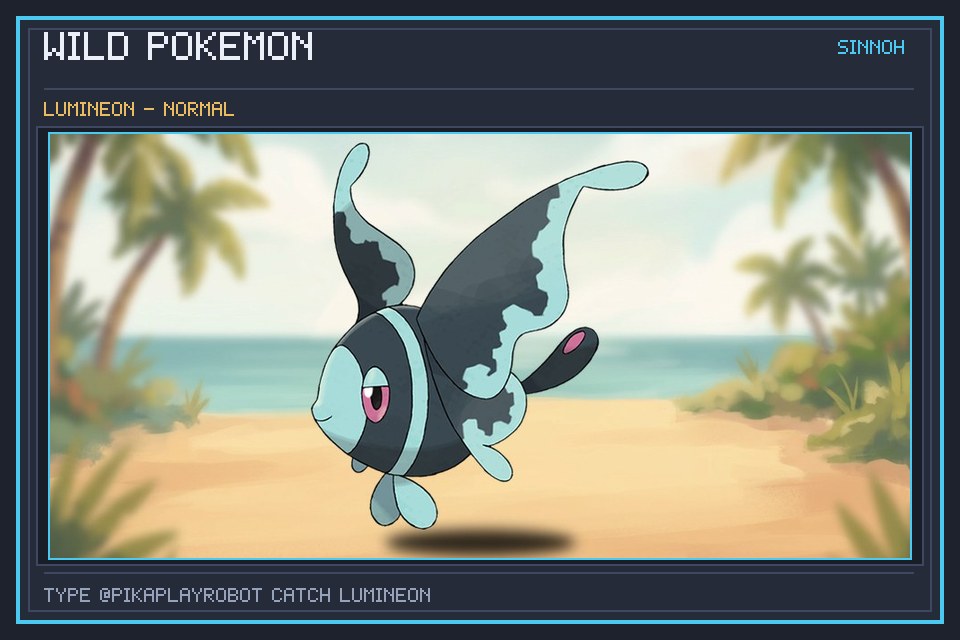 WILD POKEMON
SINNOH
LUMINEON - NORMAL
TYPE @PIKAPLAYROBOT CATCH LUMINEON